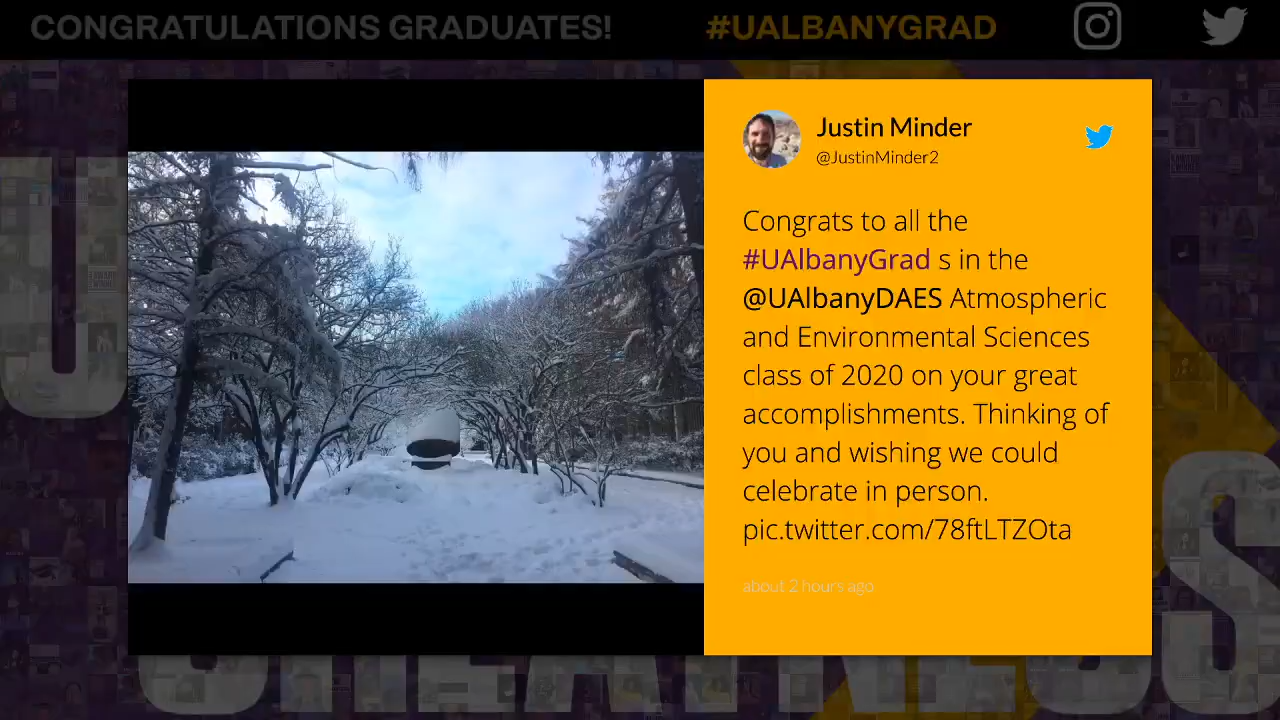 CONGRATULATIONS GRADUATES!
#UALBANYGRAD
Justin Minder
@JustinMinder2
Congrats to all the
#UAlbanyGrad s in the
@UAlbanyDAES Atmospheric
and Environmental Sciences
class of 2020 on your great
accomplishments. Thinking of
you and wishing we could
celebrate in person.
pic.twitter.com/78ftLTZOta
about 2 hours ago